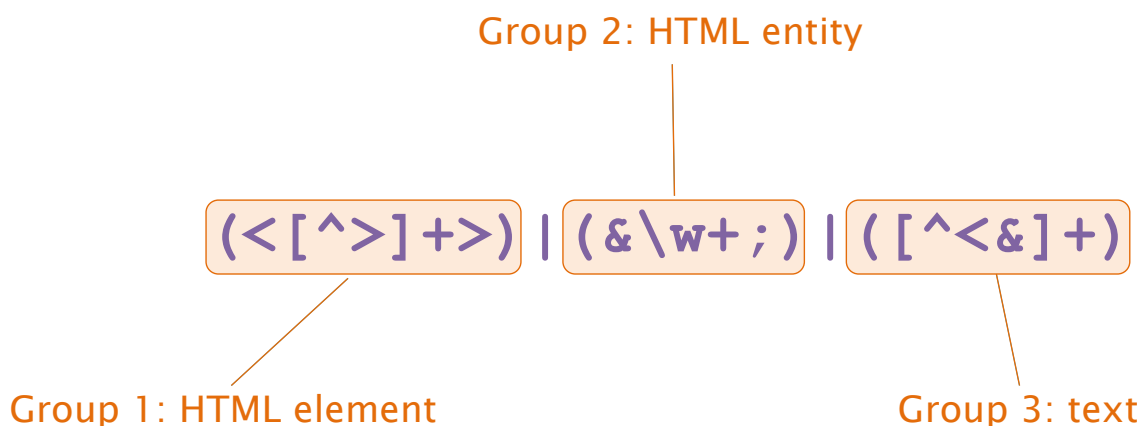 Group 2: HTML entity
(<[^>]+>)|(&\w+;)|([^<&]+)
Group 1: HTML element
Group 3: text